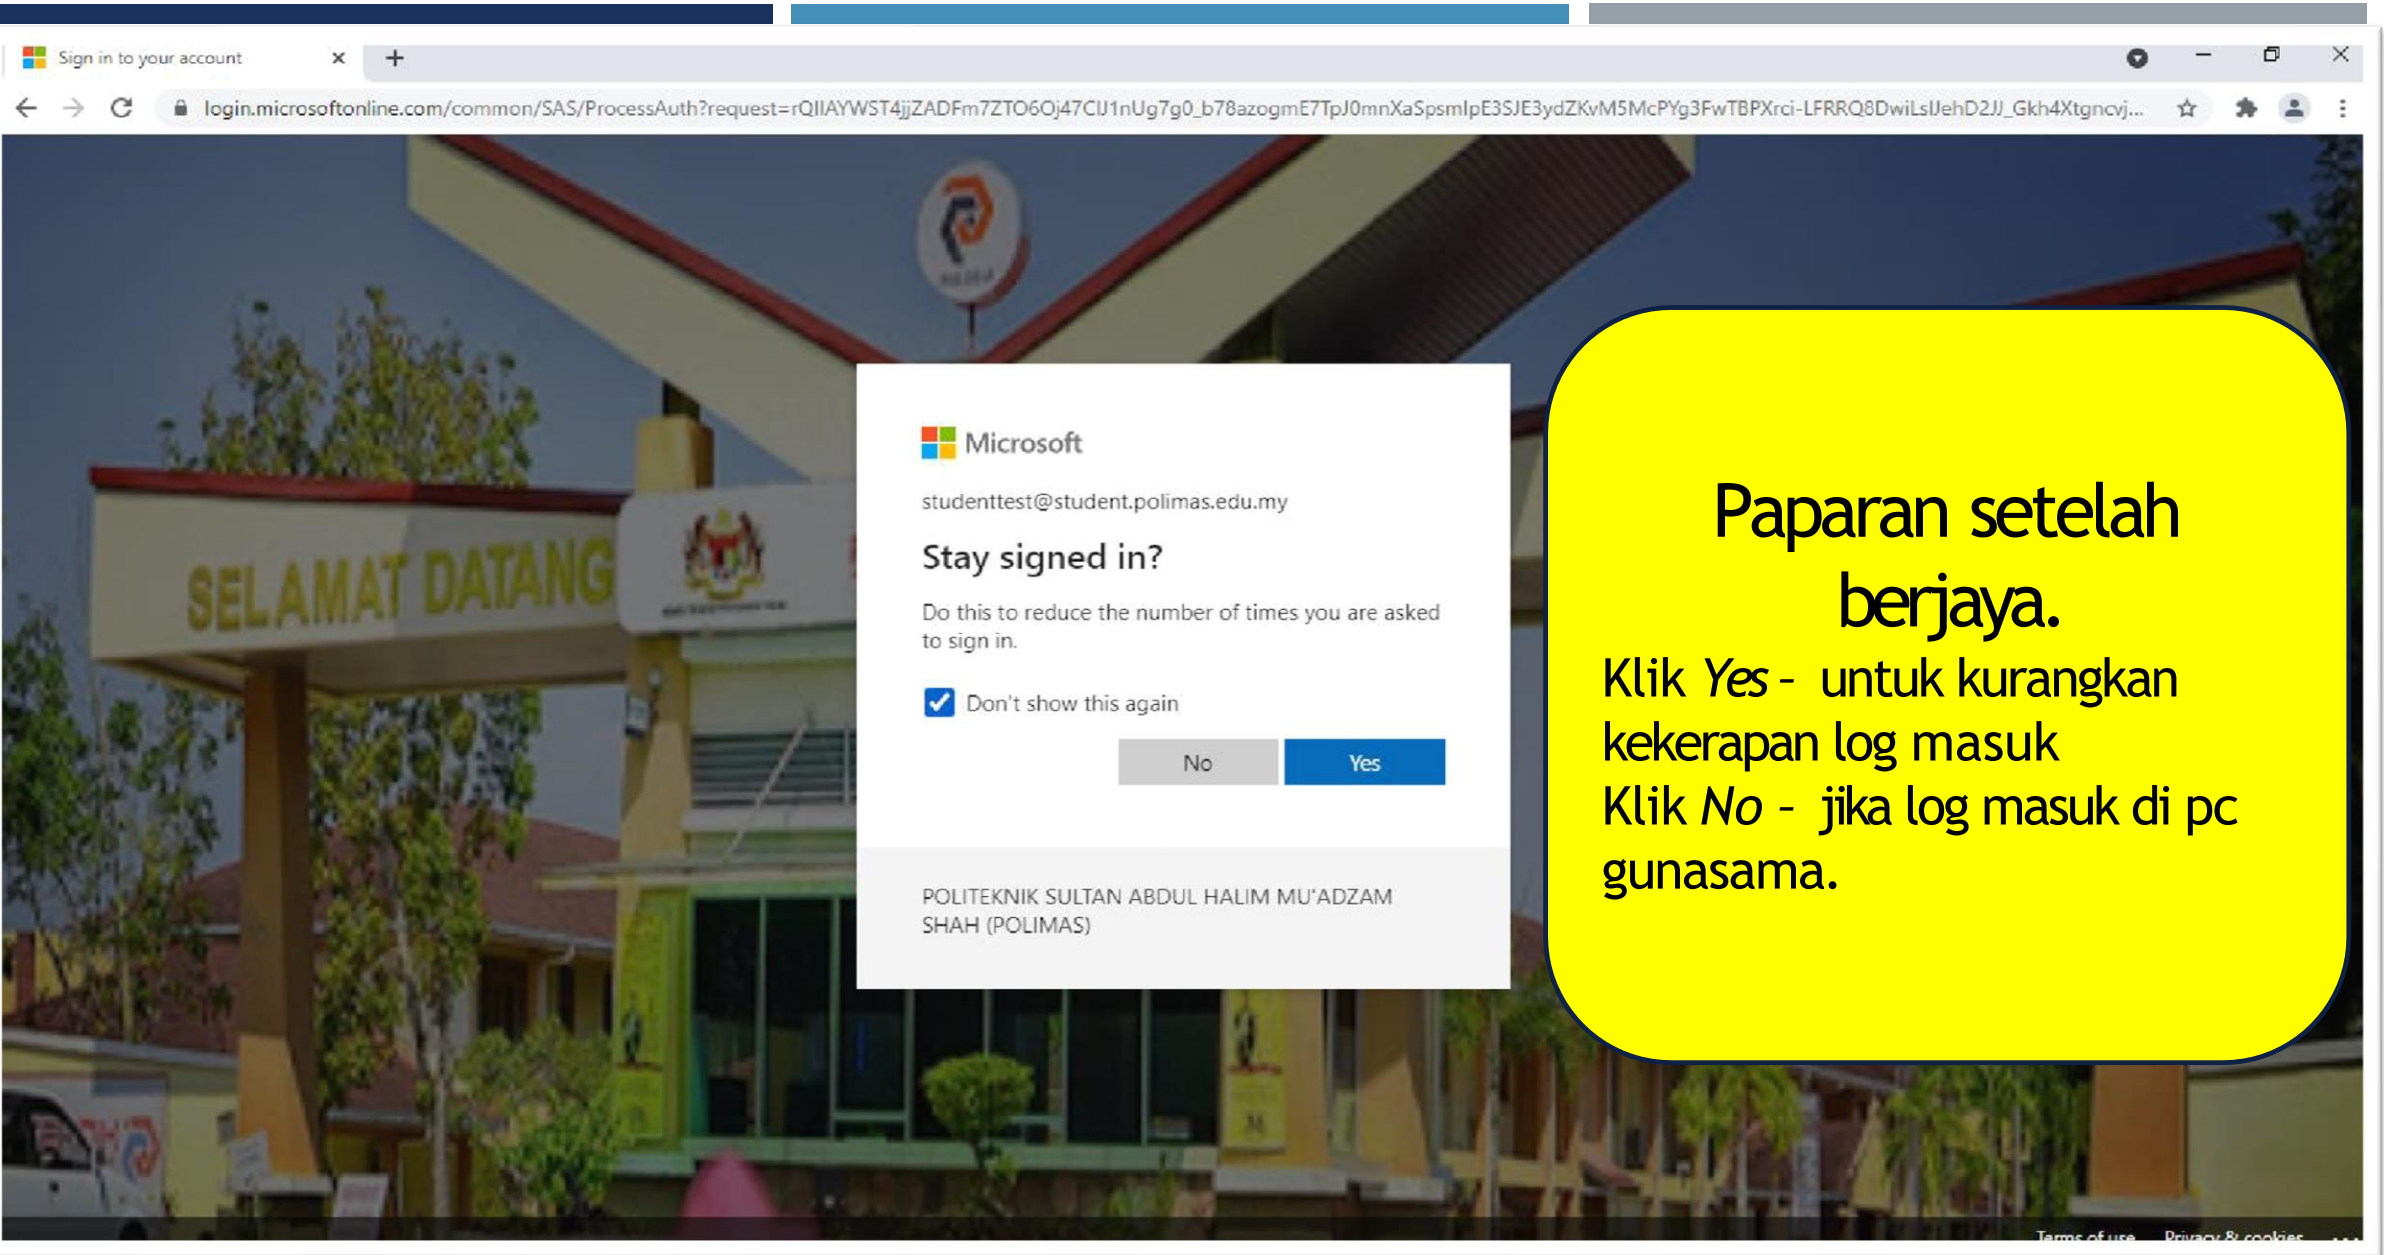 Sign in to your account
login.microsoftonline.com/common/SAS/ProcessAuth?request=
SELAMAT DATANG
Microsoft
studenttest@student.polimas.edu.my
Stay signed in?
Do this to reduce the number of times you are asked
to sign in.
Don't show this again
No
Yes
POLITEKNIK SULTAN ABDUL HALIM MU'ADZAM
SHAH (POLIMAS)
Paparan setelah
berjaya.
Klik Yes - untuk kurangkan
kekerapan log masuk
Klik No - jika log masuk di pc
gunasama.
Terms of use
Privacy & cookies
...